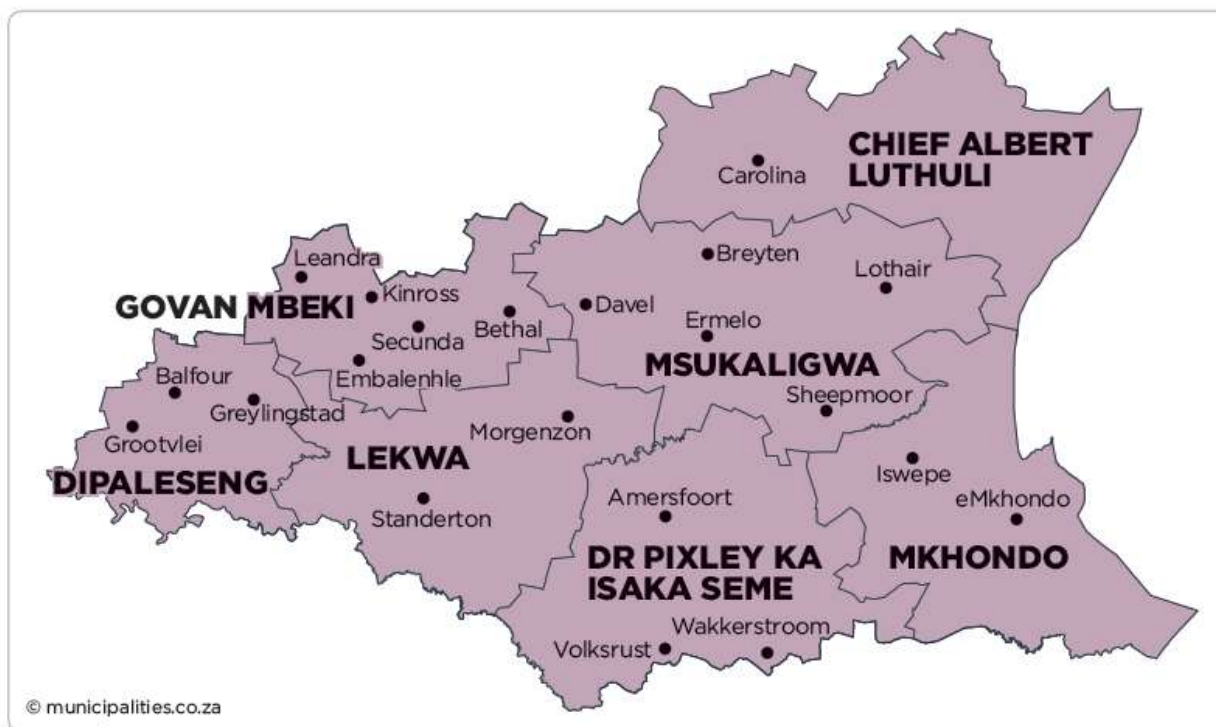 CHIEF ALBERT
LUTHULI
Carolina
Breyten
Lothair
Leandra
Kinross
GOVAN MBEKI
Davel
Secunda
Bethal
Ermelo
Embalenhle
MSUKALIGWA
Balfour
Sheepmoor
Greylingstad
Grootvlei
Morgenzon
LEKWA
DIPALESENG
Iswepe
eMkhondo
Amersfoort
Standerton
DR PIXLEY KA
ISAKA SEME
MKHONDO
Wakkerstroom
Volksrust
© municipalities.co.za